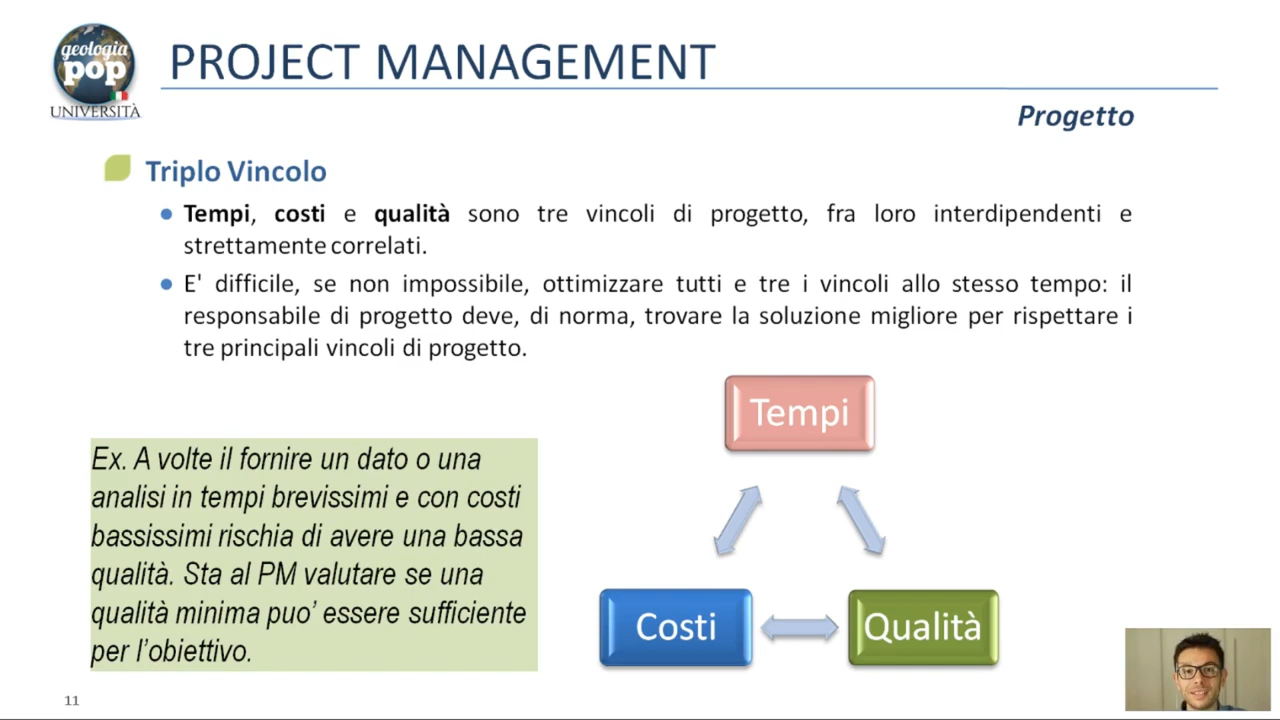 geologia
pop
UNIVERSITÀ
PROJECT MANAGEMENT
Progetto
Triplo Vincolo
Tempi, costi e qualità sono tre vincoli di progetto, fra loro interdipendenti e
strettamente correlati.
E' difficile, se non impossibile, ottimizzare tutti e tre i vincoli allo stesso tempo: il
responsabile di progetto deve, di norma, trovare la soluzione migliore per rispettare i
tre principali vincoli di progetto.
Tempi
Ex. A volte il fornire un dato o una
analisi in tempi brevissimi e con costi
bassissimi rischia di avere una bassa
qualità. Sta al PM valutare se una
qualità minima puo’ essere sufficiente
per l’obiettivo.
Costi
Qualità
11